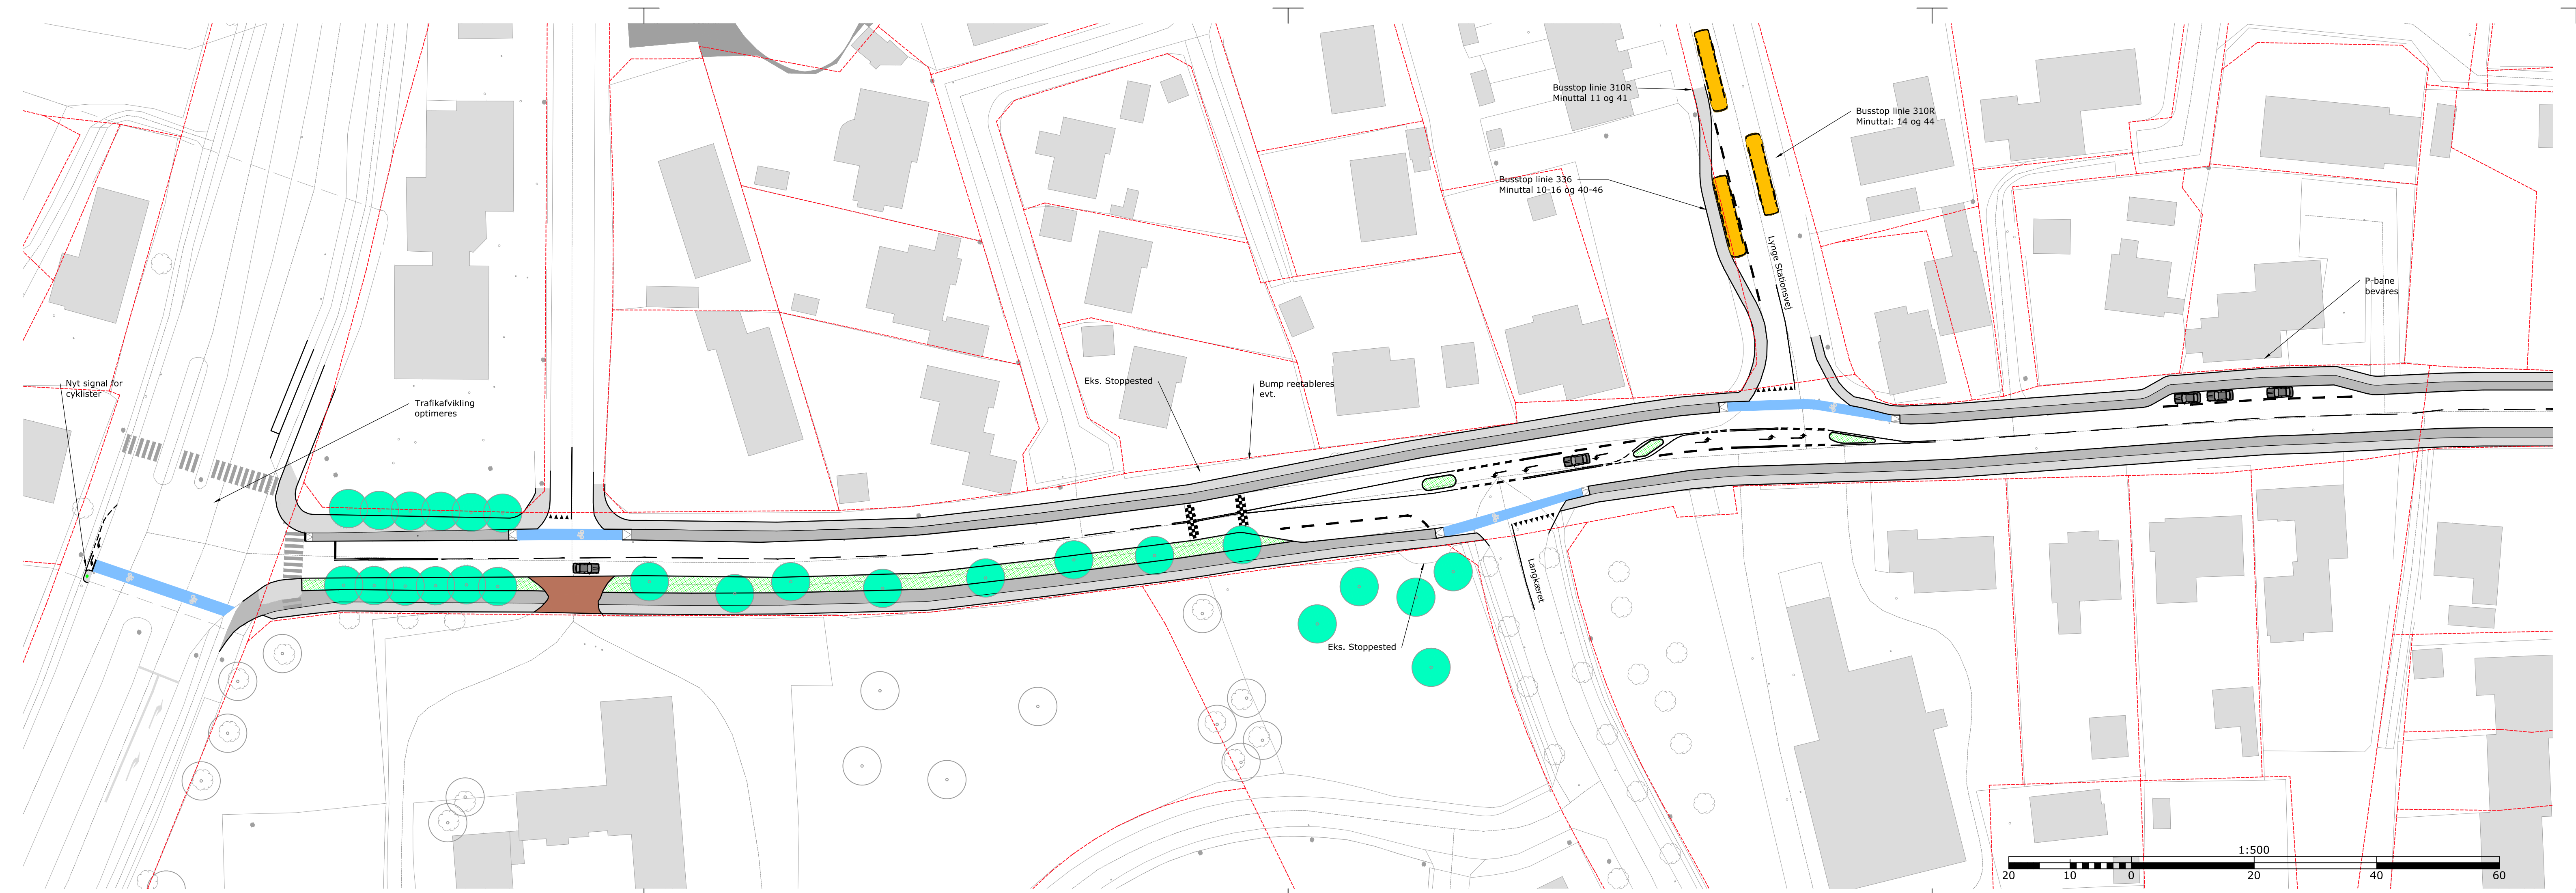 Busstop linie 310R
Minuttal 11 og 41
Busstop linie 310R
Minuttal: 14 og 44
Busstop linie 336
Minuttal 10-16 og 40-46
Lynge Stationsvej
P-bane
bevares
Nyt signal for
cyklister
Trafikafvikling
optimeres
Eks. Stoppested
Bump reetableres
evt.
Langkæret
Eks. Stoppested
1:500
20 10 0 20 40 60